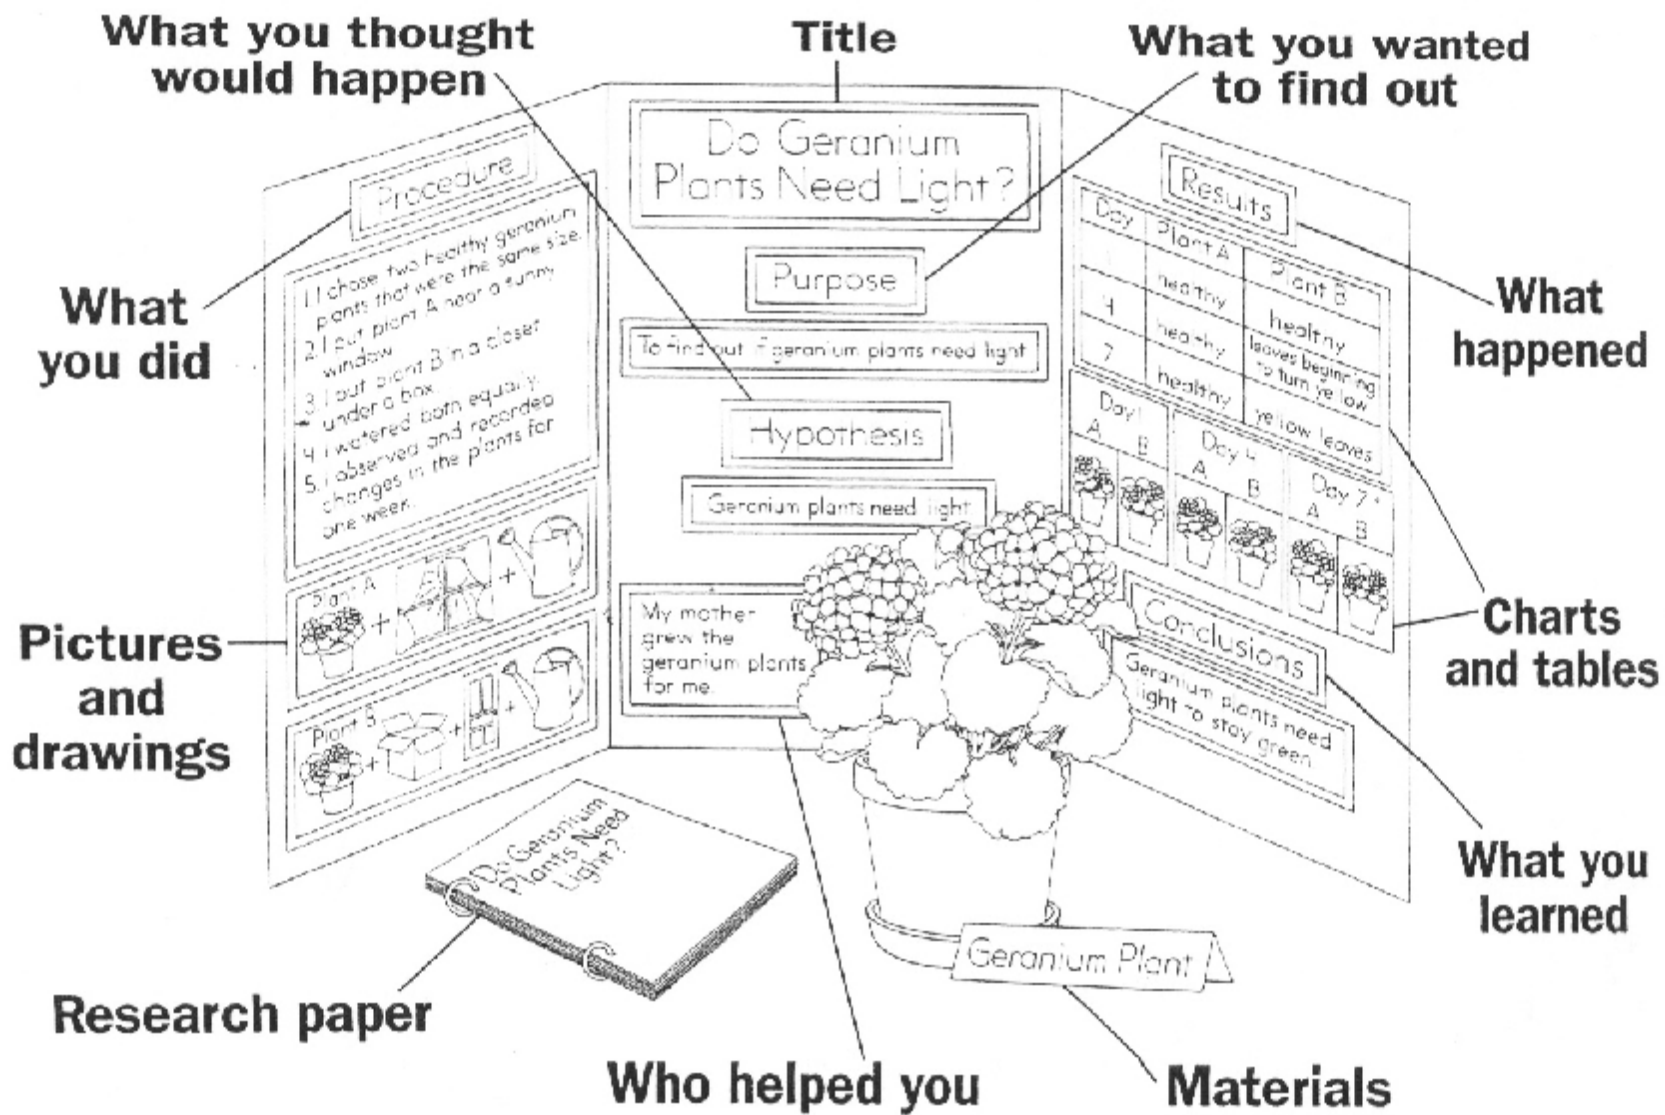 What you thought
would happen
Title
What you wanted
to find out
What
you did
Procedure
1. I chose two healthy geranium
plants that were the same size.
2. I put plant A near a sunny
window.
3. I put plant B in a closet
under a box.
4. I watered both equally.
5. I observed and recorded
changes in the plants for
one week.
Plant A
+
+
Plant B
+
+
+
Pictures
and
drawings
Do Geranium
Plants Need Light?
Purpose
To find out if geranium plants need light
Hypothesis
Geranium plants need light
My mother
grew the
geranium plants
for me.
Results
Day Plant A Plant B
1 healthy healthy
4 healthy leaves beginning
to turn yellow
7 healthy yellow leaves
Day 1 Day 4 Day 7
A B A B A B
Conclusions
Geranium plants need
light to stay green
What
happened
Charts
and tables
What you
learned
Do Geranium
Plants Need
Light?
Geranium Plant
Research paper
Who helped you
Materials